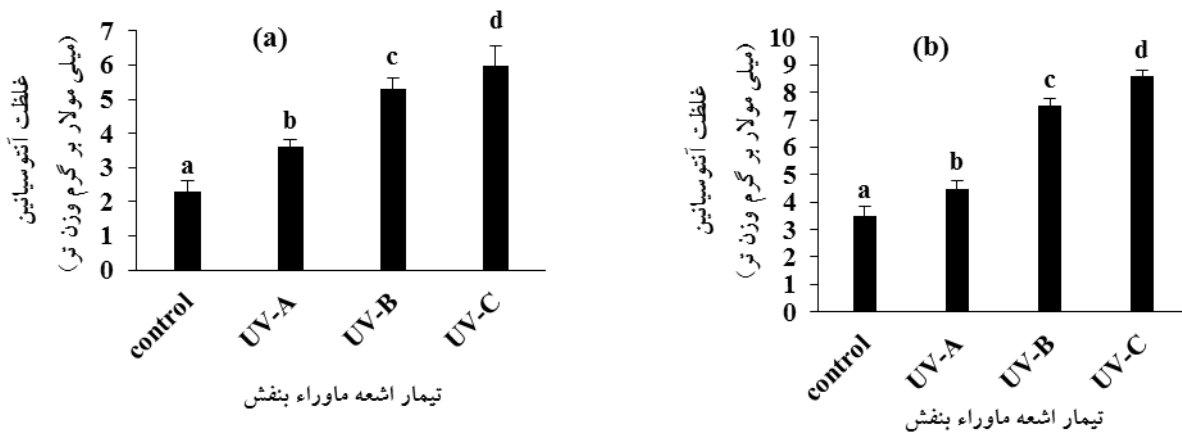 (a)
غلظت آنتوسیانین
(میلی مولار بر گرم وزن تر)
7
6
5
4
3
2
1
0
a
b
c
d
control
UV-A
UV-B
UV-C
تیمار اشعه ماوراء بنفش
(b)
غلظت آنتوسیانین
(میلی مولار بر گرم وزن تر)
10
9
8
7
6
5
4
3
2
1
0
a
b
c
d
control
UV-A
UV-B
UV-C
تیمار اشعه ماوراء بنفش